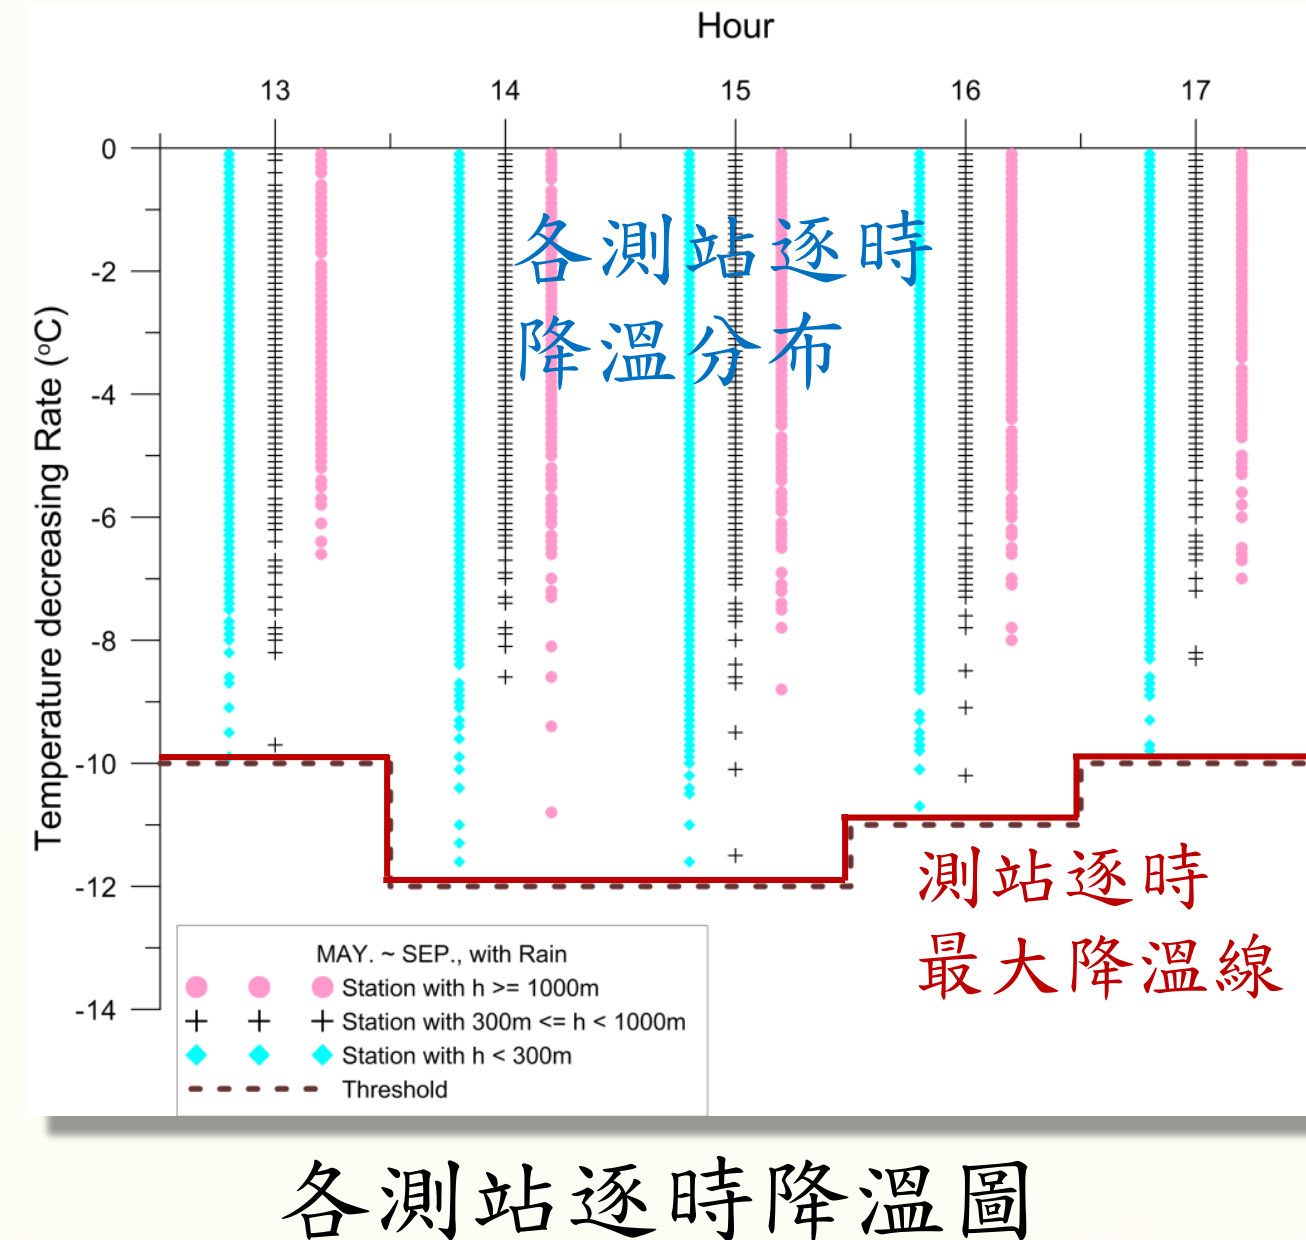 Hour
13 14 15 16 17
0
-2
-4
-6
-8
-10
-12
-14
Temperature decreasing Rate (°C)
各測站逐時
降溫分布
測站逐時
最大降溫線
MAY. ~ SEP., with Rain
Station with h >= 1000m
Station with 300m <= h < 1000m
Station with h < 300m
Threshold
各測站逐時降溫圖